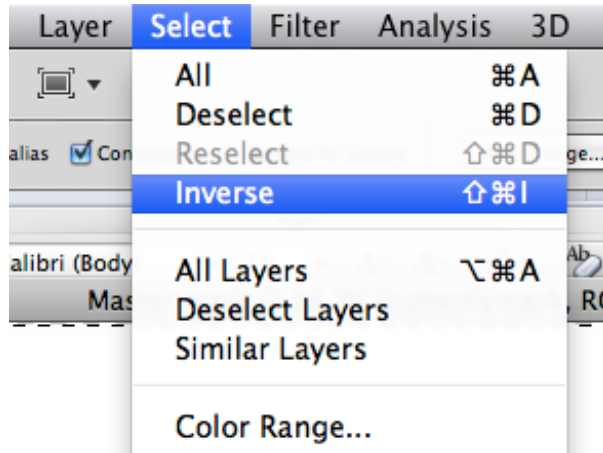 Layer Select Filter Analysis 3D
All ⌘A
Deselect ⌘D
alias Con
Reselect ⇧⌘D
ge...
Inverse ⇧⌘I
alibri (Body
All Layers ⌥⌘A
Mas
Deselect Layers
Similar Layers
Color Range...